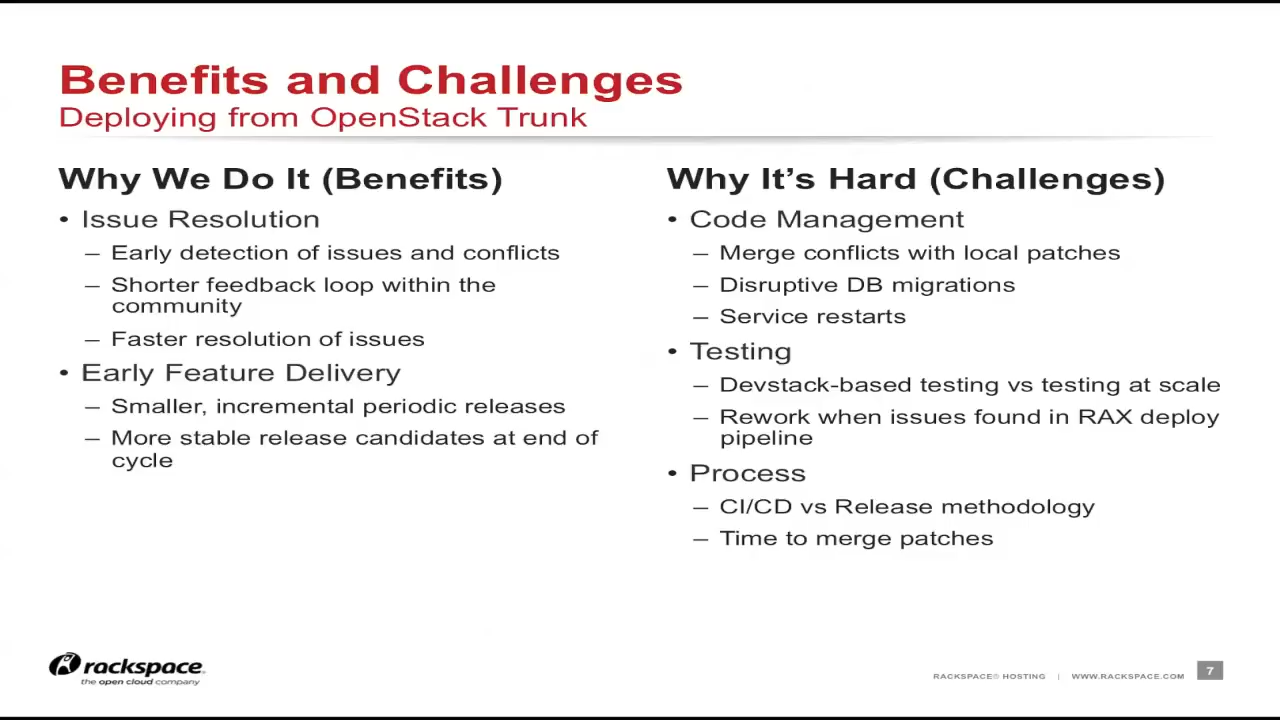 Benefits and Challenges
Deploying from OpenStack Trunk
Why We Do It (Benefits)
• Issue Resolution
– Early detection of issues and conflicts
– Shorter feedback loop within the
community
– Faster resolution of issues
• Early Feature Delivery
– Smaller, incremental periodic releases
– More stable release candidates at end of
cycle
Why It’s Hard (Challenges)
• Code Management
– Merge conflicts with local patches
– Disruptive DB migrations
– Service restarts
• Testing
– Devstack-based testing vs testing at scale
– Rework when issues found in RAX deploy
pipeline
• Process
– CI/CD vs Release methodology
– Time to merge patches
rackspace
the open cloud company
RACKSPACE® HOSTING | WWW.RACKSPACE.COM
7